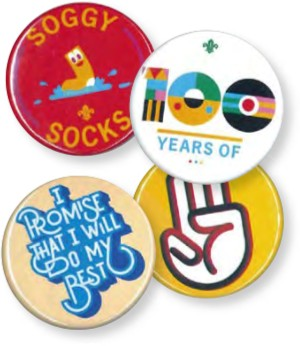 SOGGY
SOCKS
100
YEARS OF
I
PROMISE
THAT I WILL
DO MY
BEST